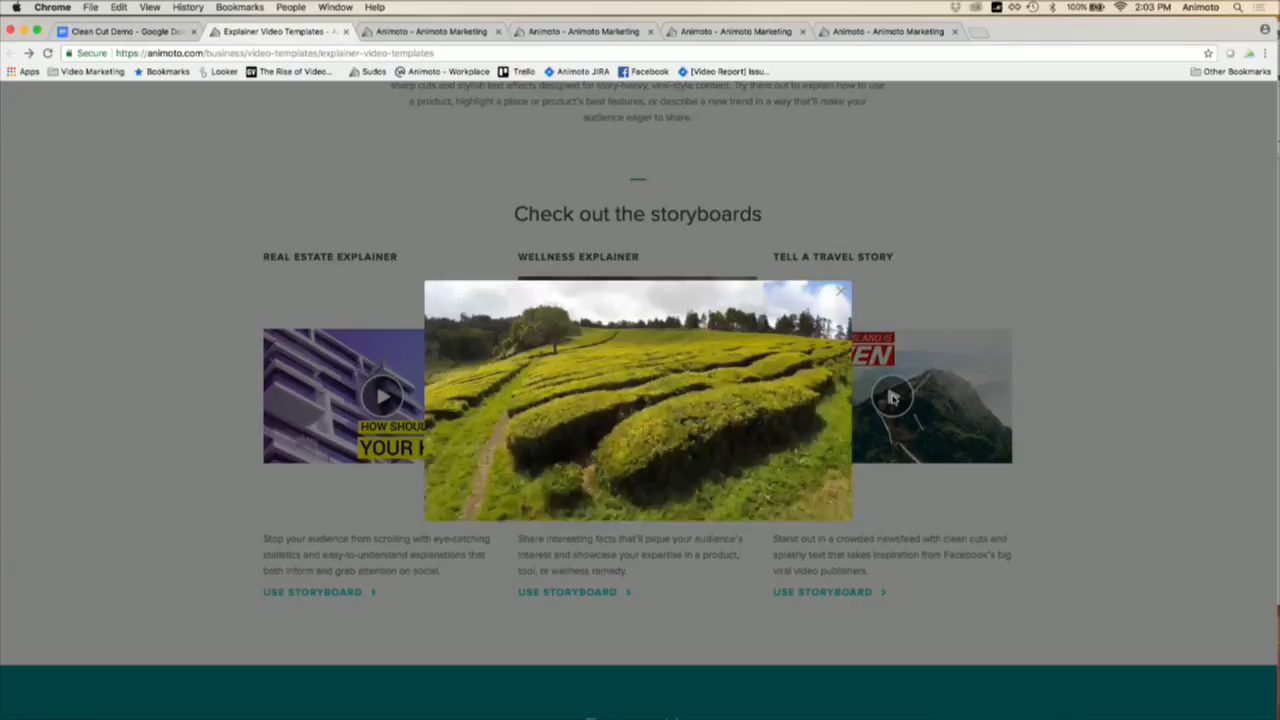 Chrome File Edit View History Bookmarks People Window Help 100% 2:03 PM Animoto
Clean Cut Demo - Google Do
Explainer Video Templates - A
Animoto - Animoto Marketing
Animoto - Animoto Marketing
Animoto - Animoto Marketing
Animoto - Animoto Marketing
Secure https://animoto.com/business/video-templates/explainer-video-templates
Apps Video Marketing Bookmarks Looker The Rise of Video... Sudos Animoto - Workplace Trello Animoto JIRA Facebook [Video Report] Issu... Other Bookmarks
sharp cuts and stylish text effects designed for story-heavy, viral-style content. Try them out to explain how to use
a product, highlight a place or product's best features, or describe a new trend in a way that'll make your
audience eager to share.
Check out the storyboards
REAL ESTATE EXPLAINER
WELLNESS EXPLAINER
TELL A TRAVEL STORY
HOW SHOU
YOUR
ISLAND IS
EN
Stop your audience from scrolling with eye-catching
statistics and easy-to-understand explanations that
both inform and grab attention on social.
USE STORYBOARD >
Share interesting facts that'll pique your audience's
interest and showcase your expertise in a product,
tool, or wellness remedy.
USE STORYBOARD >
Stand out in a crowded newsfeed with clean cuts and
splashy text that takes inspiration from Facebook's big
viral video publishers.
USE STORYBOARD >